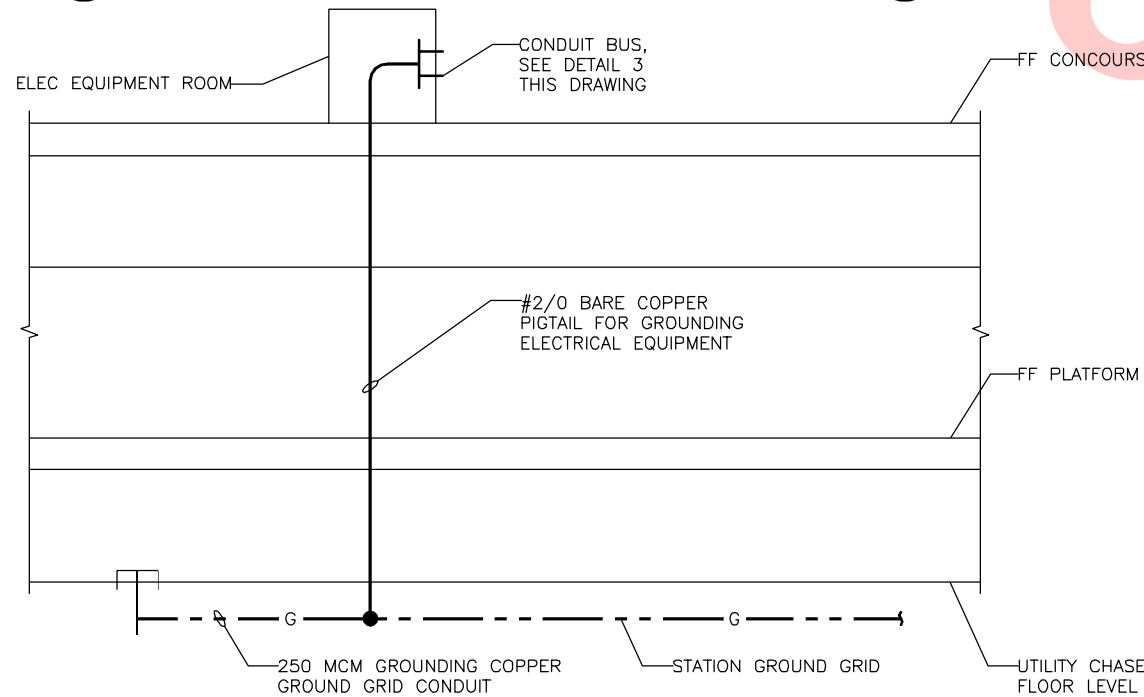 CONDUIT BUS,
SEE DETAIL 3
THIS DRAWING
ELEC EQUIPMENT ROOM
FF CONCOURS
#2/0 BARE COPPER
PIGTAIL FOR GROUNDING
ELECTRICAL EQUIPMENT
FF PLATFORM
G
G
250 MCM GROUNDING COPPER
GROUND GRID CONDUIT
STATION GROUND GRID
UTILITY CHASE
FLOOR LEVEL